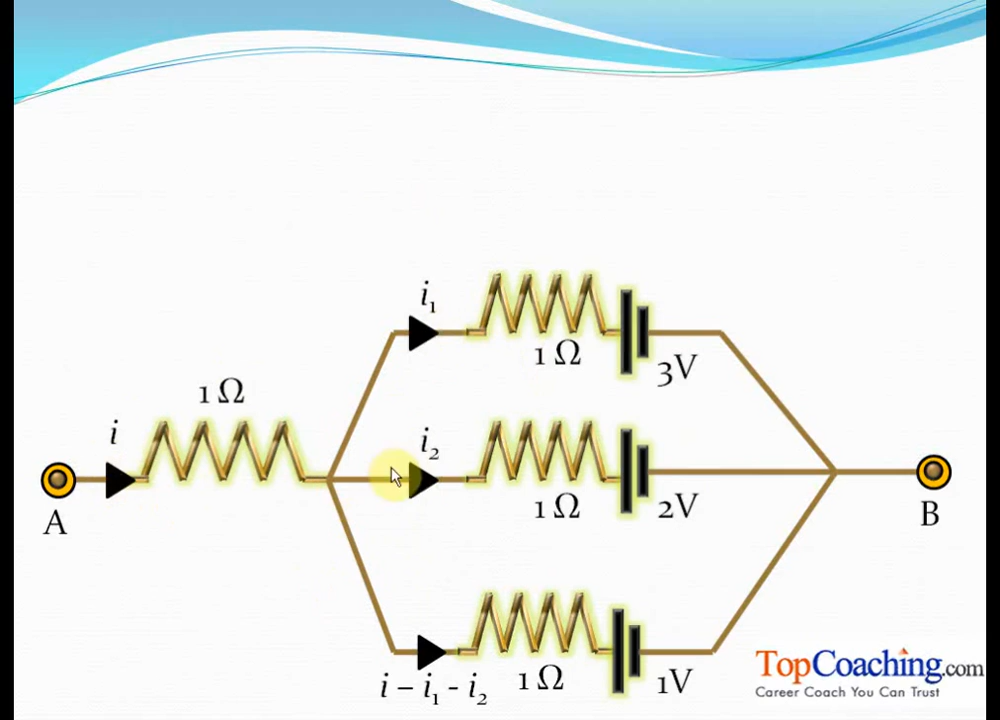 i₁
1 Ω
3V
1 Ω
i
i₂
1 Ω
2V
A
B
i – i₁ - i₂
1 Ω
1V
TopCoaching.com
Career Coach You Can Trust